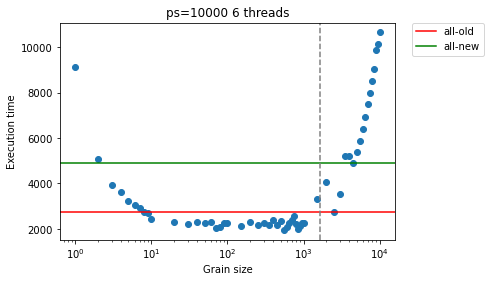 ps=10000 6 threads
all-old
all-new
Execution time
10000
8000
6000
4000
2000
10⁰
10¹
10²
10³
10⁴
Grain size